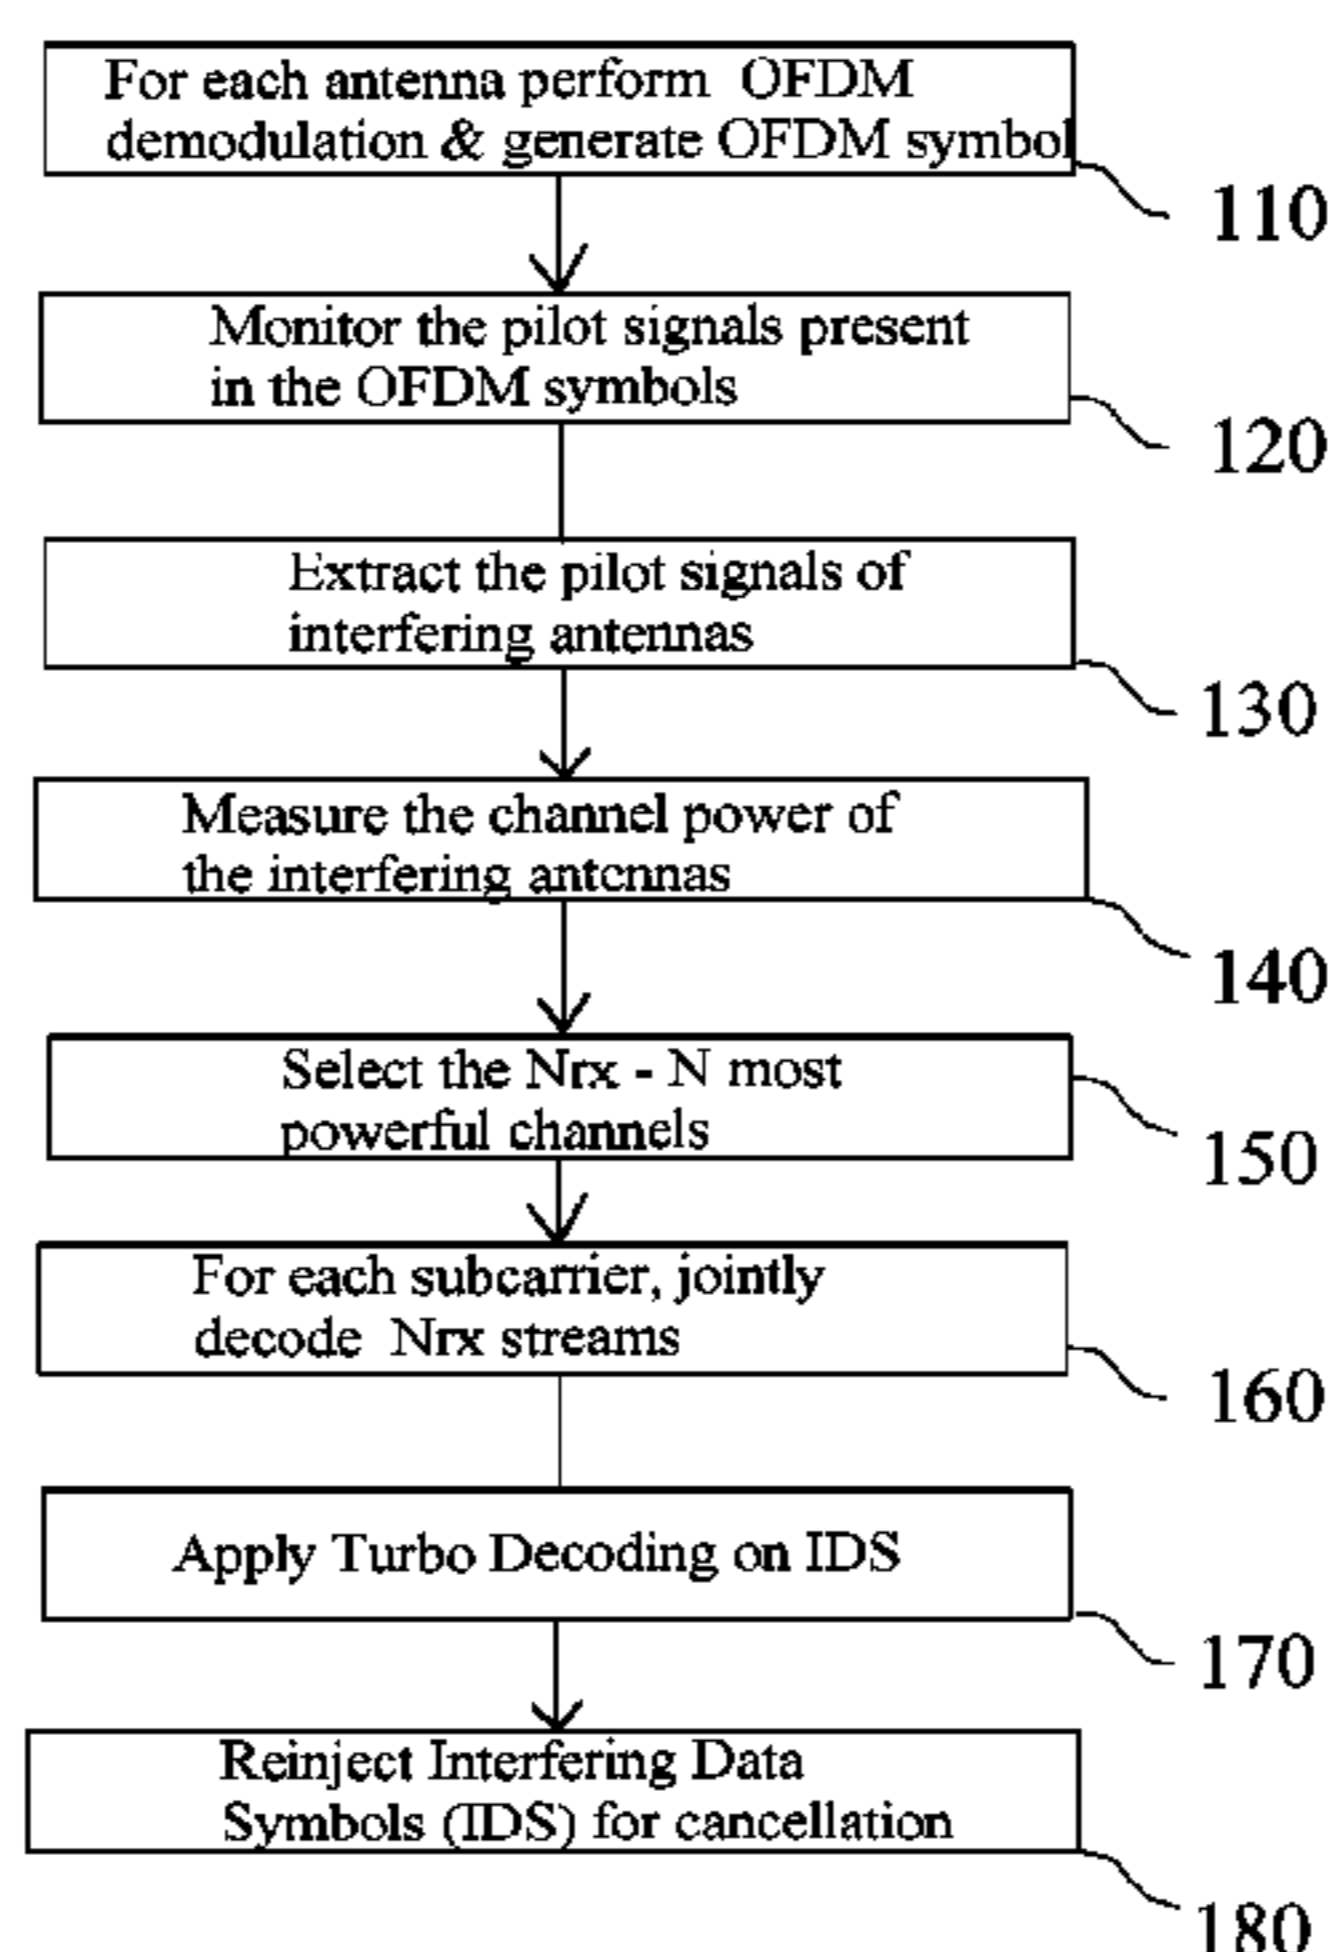 For each antenna perform OFDM
demodulation & generate OFDM symbol
110
Monitor the pilot signals present
in the OFDM symbols
120
Extract the pilot signals of
interfering antennas
130
Measure the channel power of
the interfering antennas
140
Select the Nrx - N most
powerful channels
150
For each subcarrier, jointly
decode Nrx streams
160
Apply Turbo Decoding on IDS
170
Reinject Interfering Data
Symbols (IDS) for cancellation
180